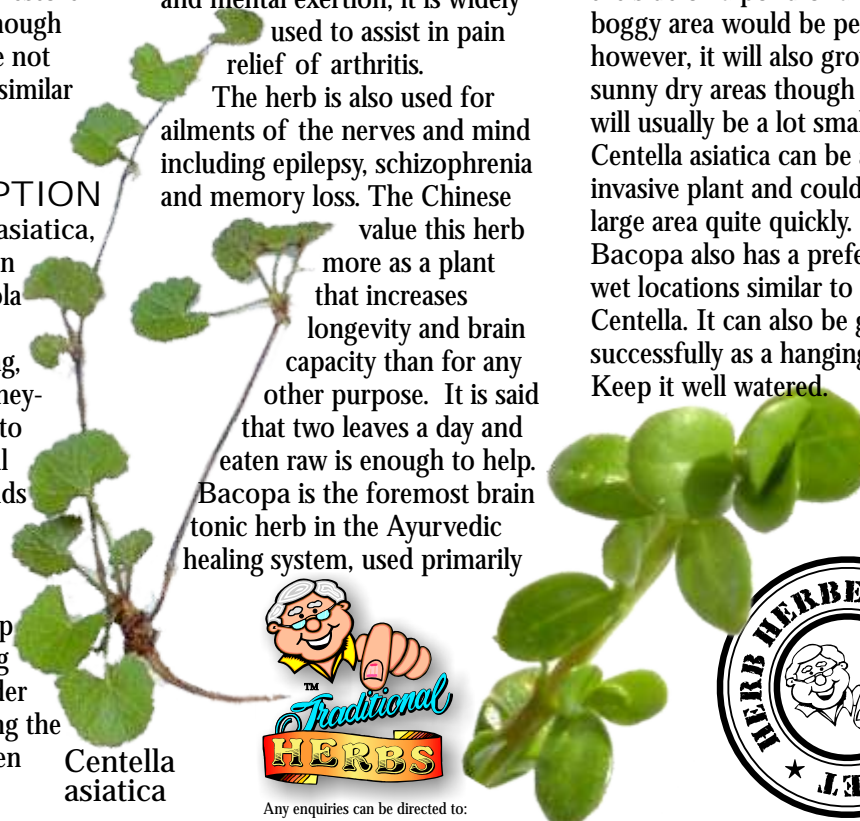 hough
e not
similar
PTION
asiatica,
n
ola
g,
ney-
to
l
ds
p
g
der
ng the
en
Centella
asiatica
and mental exertion, it is widely
used to assist in pain
relief of arthritis.
The herb is also used for
ailments of the nerves and mind
including epilepsy, schizophrenia
and memory loss. The Chinese
value this herb
more as a plant
that increases
longevity and brain
capacity than for any
other purpose. It is said
that two leaves a day and
eaten raw is enough to help.
Bacopa is the foremost brain
tonic herb in the Ayurvedic
healing system, used primarily
TM
Traditional
HERBS
Any enquiries can be directed to:
boggy area would be pe
however, it will also grow
sunny dry areas though
will usually be a lot smal
Centella asiatica can be
invasive plant and could
large area quite quickly.
Bacopa also has a prefe
wet locations similar to
Centella. It can also be g
successfully as a hanging
Keep it well watered.
HERB HERBE